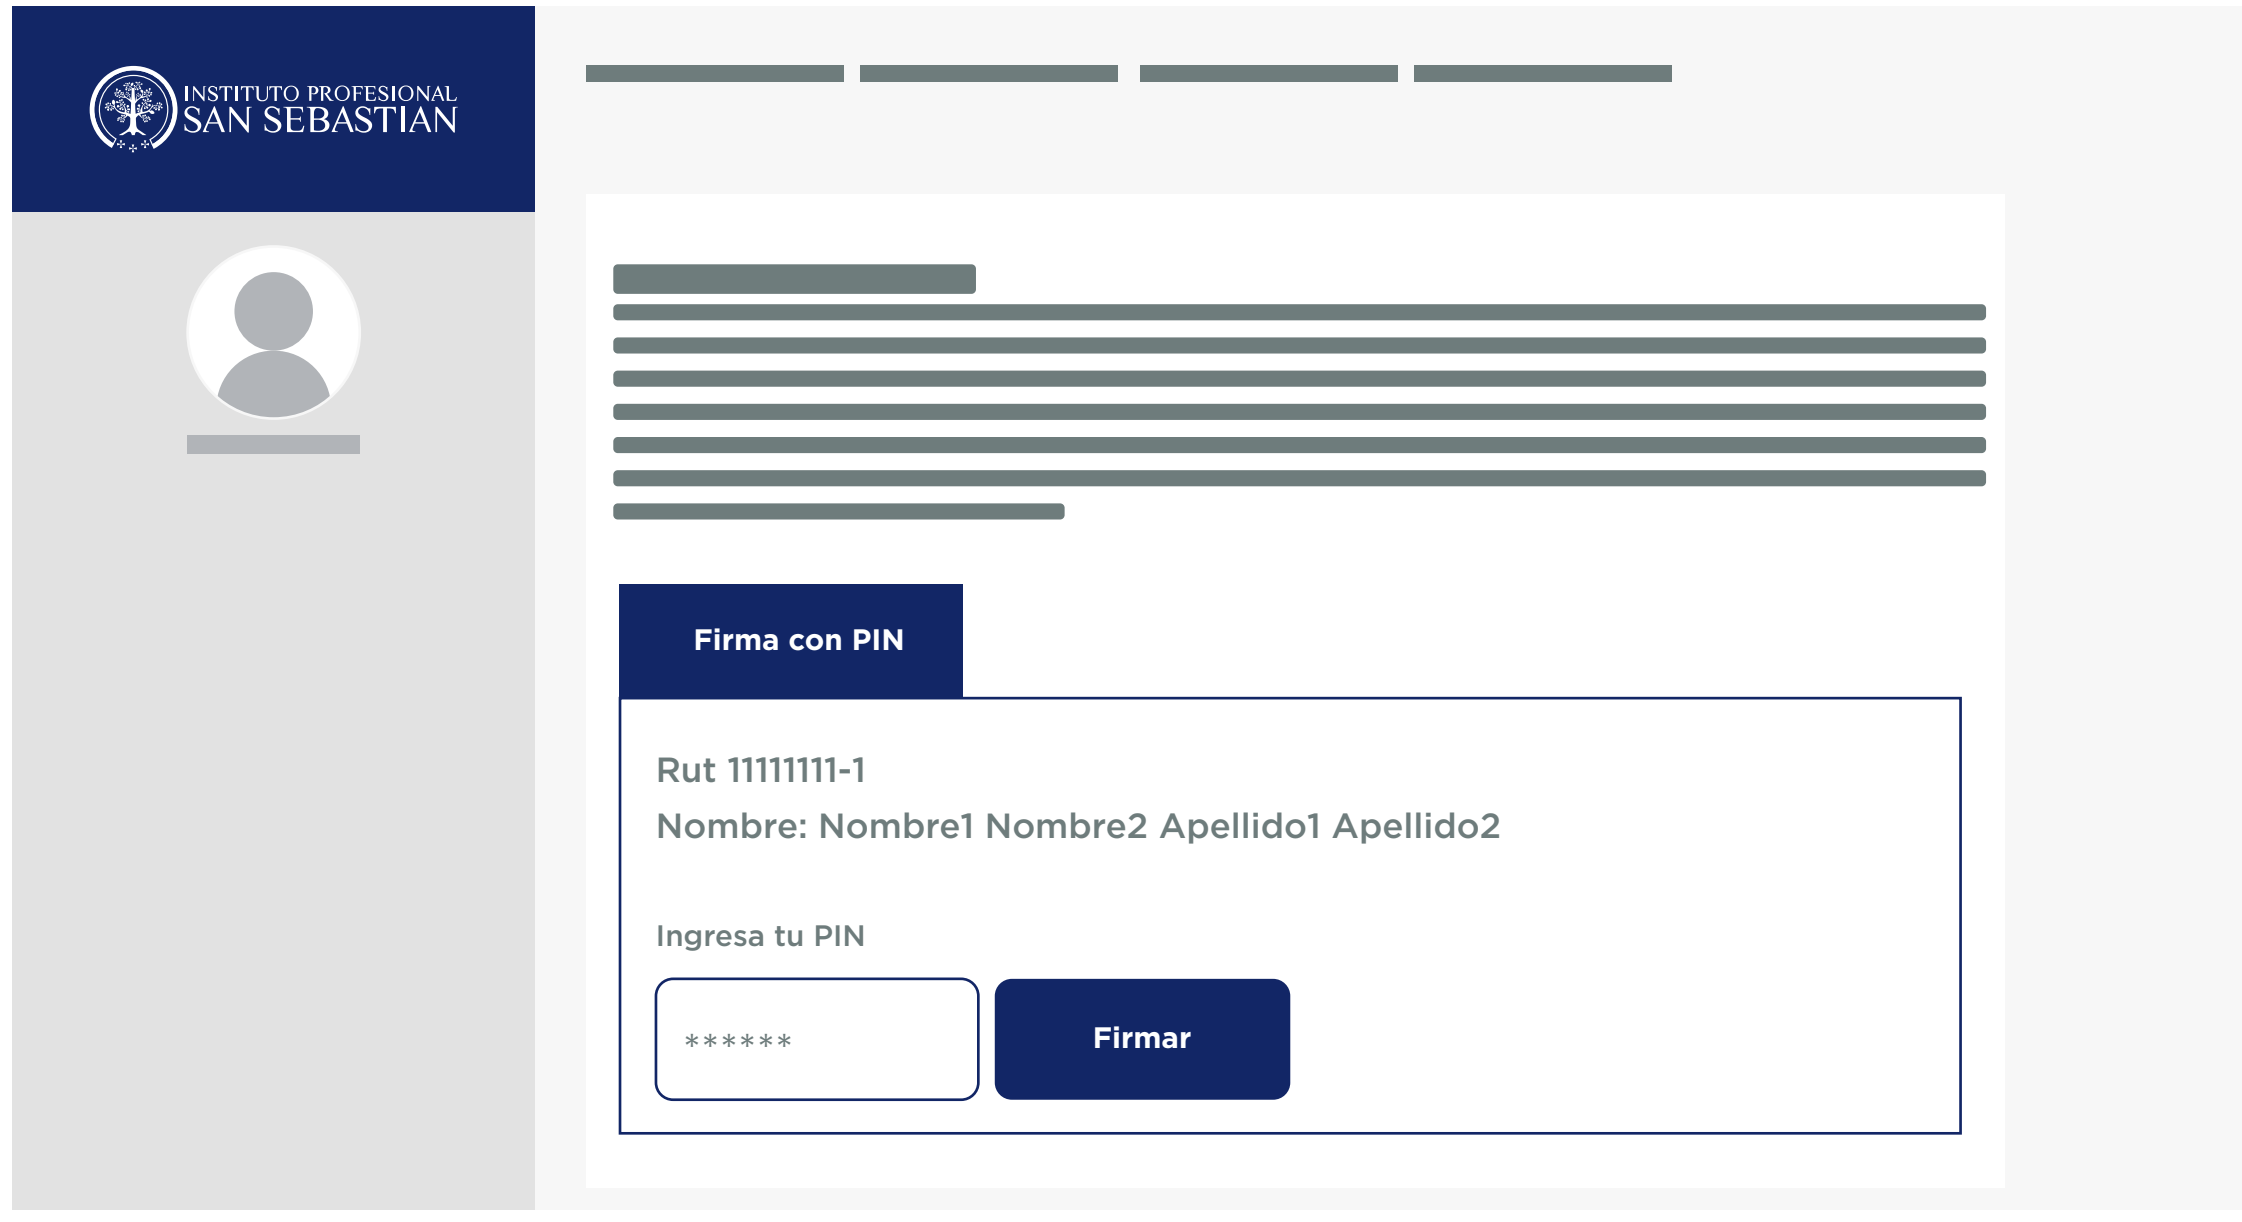 INSTITUTO PROFESIONAL
SAN SEBASTIAN
Firma con PIN
Rut 11111111-1
Nombre: Nombre1 Nombre2 Apellido1 Apellido2
Ingresa tu PIN
******
Firmar